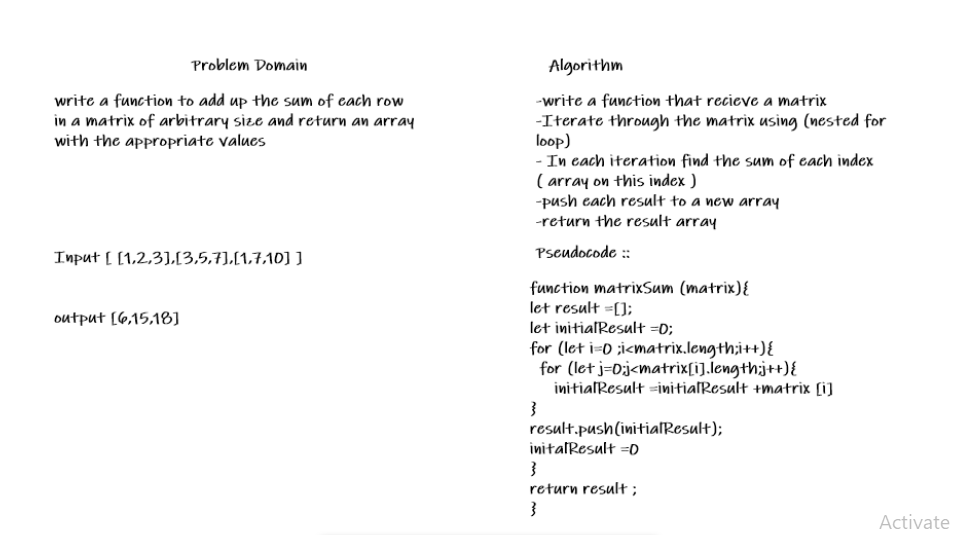 Problem Domain
write a function to add up the sum of each row
in a matrix of arbitrary size and return an array
with the appropriate values
Input [ [1,2,3],[3,5,7],[1,7,10] ]
output [6,15,18]
Algorithm
-write a function that recieve a matrix
-Iterate through the matrix using (nested for
loop)
- In each iteration find the sum of each index
( array on this index )
-push each result to a new array
-return the result array
Pseudocode ::
function matrixSum (matrix){
let result =[];
let initialResult =0;
for (let i=0 ;i<matrix.length;i++){
for (let j=0;j<matrix[i].length;j++){
initialResult =initialResult +matrix [i]
}
result.push(initialResult);
initalResult =0
}
return result ;
}
Activate